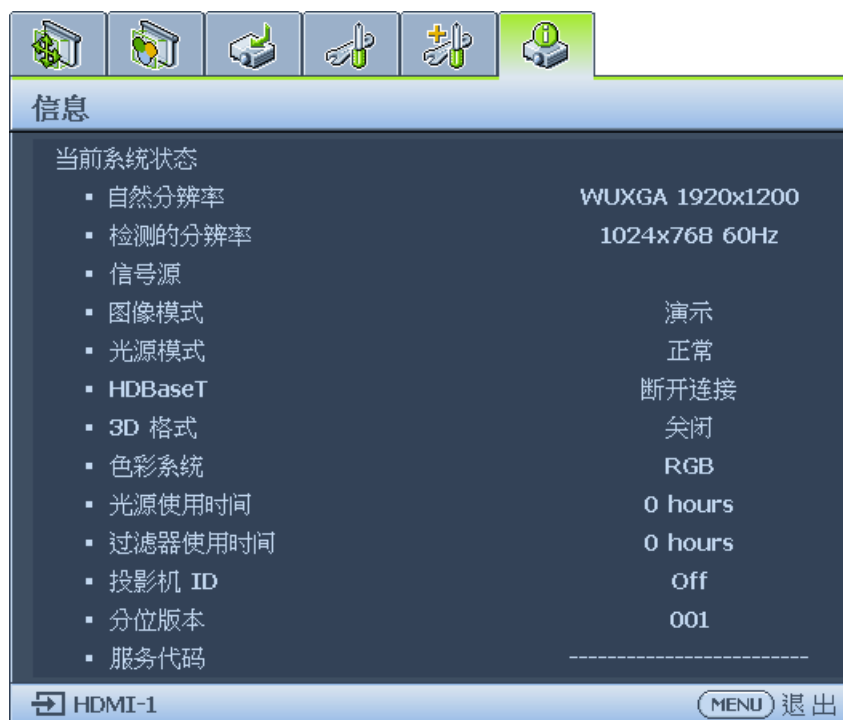 信息
当前系统状态
▪ 自然分辨率 WUXGA 1920x1200
▪ 检测的分辨率 1024x768 60Hz
▪ 信号源
▪ 图像模式 演示
▪ 光源模式 正常
▪ HDBaseT 断开连接
▪ 3D 格式 关闭
▪ 色彩系统 RGB
▪ 光源使用时间 0 hours
▪ 过滤器使用时间 0 hours
▪ 投影机 ID Off
▪ 分位版本 001
▪ 服务代码 -------------------------
HDMI-1 MENU 退出